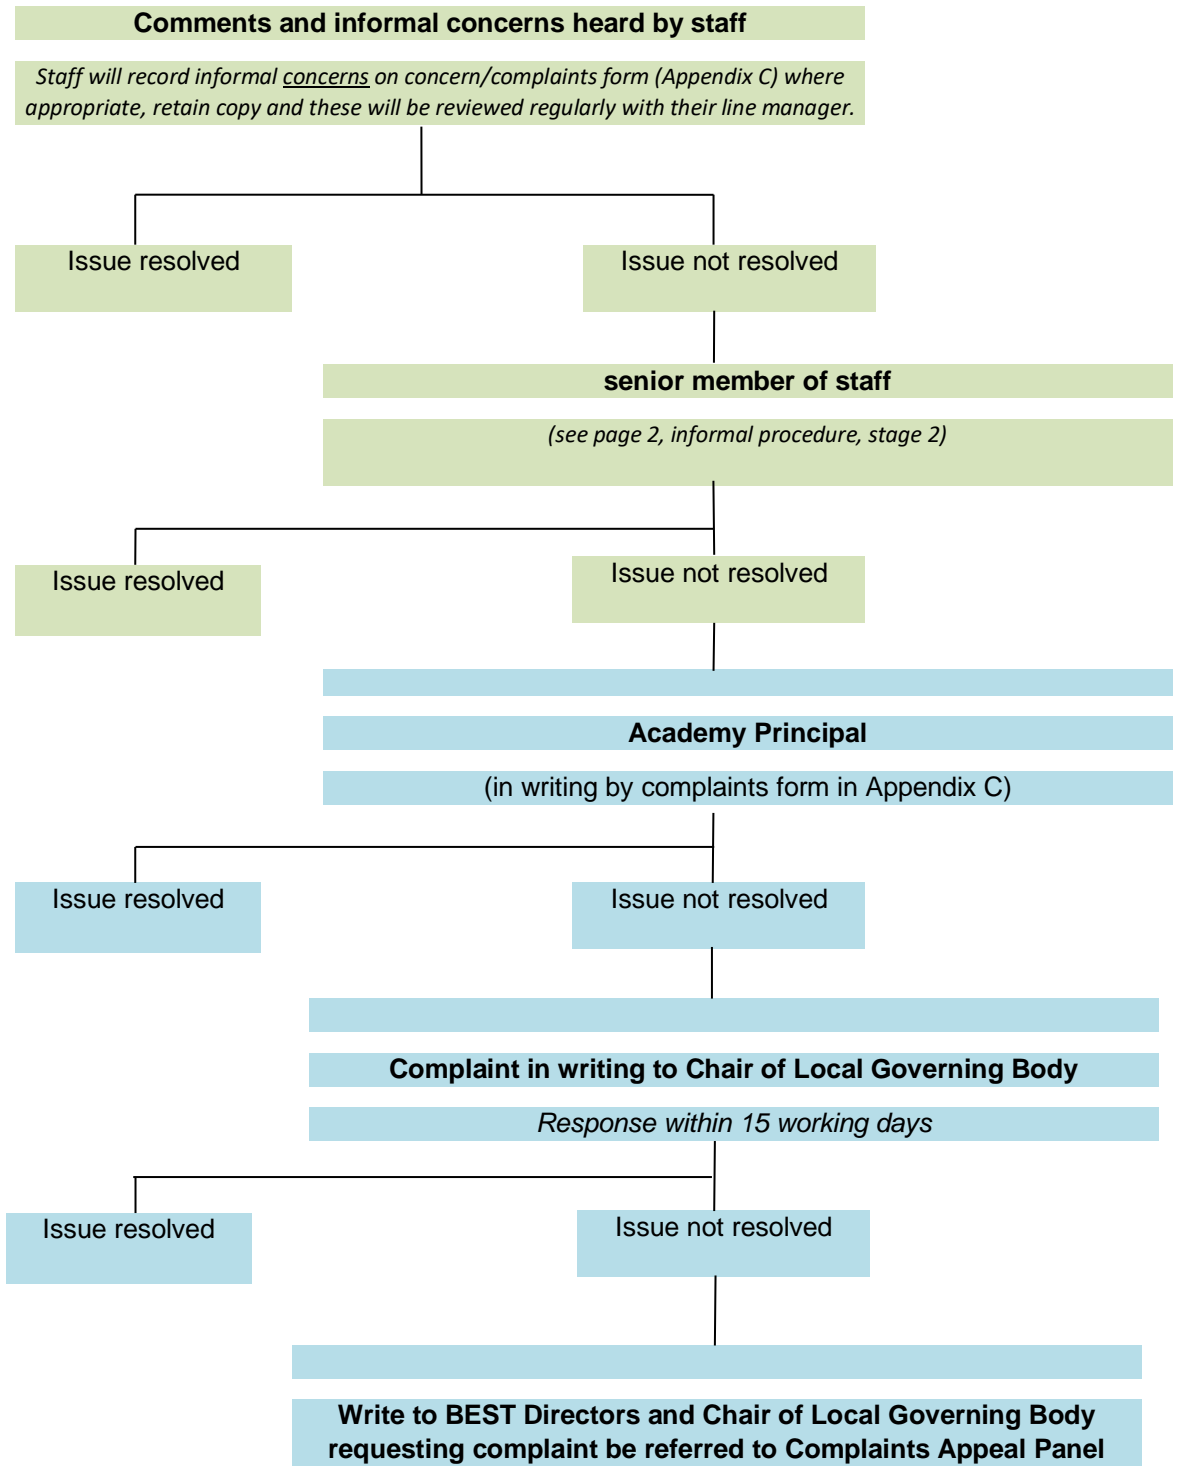 Comments and informal concerns heard by staff
Staff will record informal concerns on concern/complaints form (Appendix C) where
appropriate, retain copy and these will be reviewed regularly with their line manager.
Issue resolved
Issue not resolved
senior member of staff
(see page 2, informal procedure, stage 2)
Issue resolved
Issue not resolved
Academy Principal
(in writing by complaints form in Appendix C)
Issue resolved
Issue not resolved
Complaint in writing to Chair of Local Governing Body
Response within 15 working days
Issue resolved
Issue not resolved
Write to BEST Directors and Chair of Local Governing Body
requesting complaint be referred to Complaints Appeal Panel